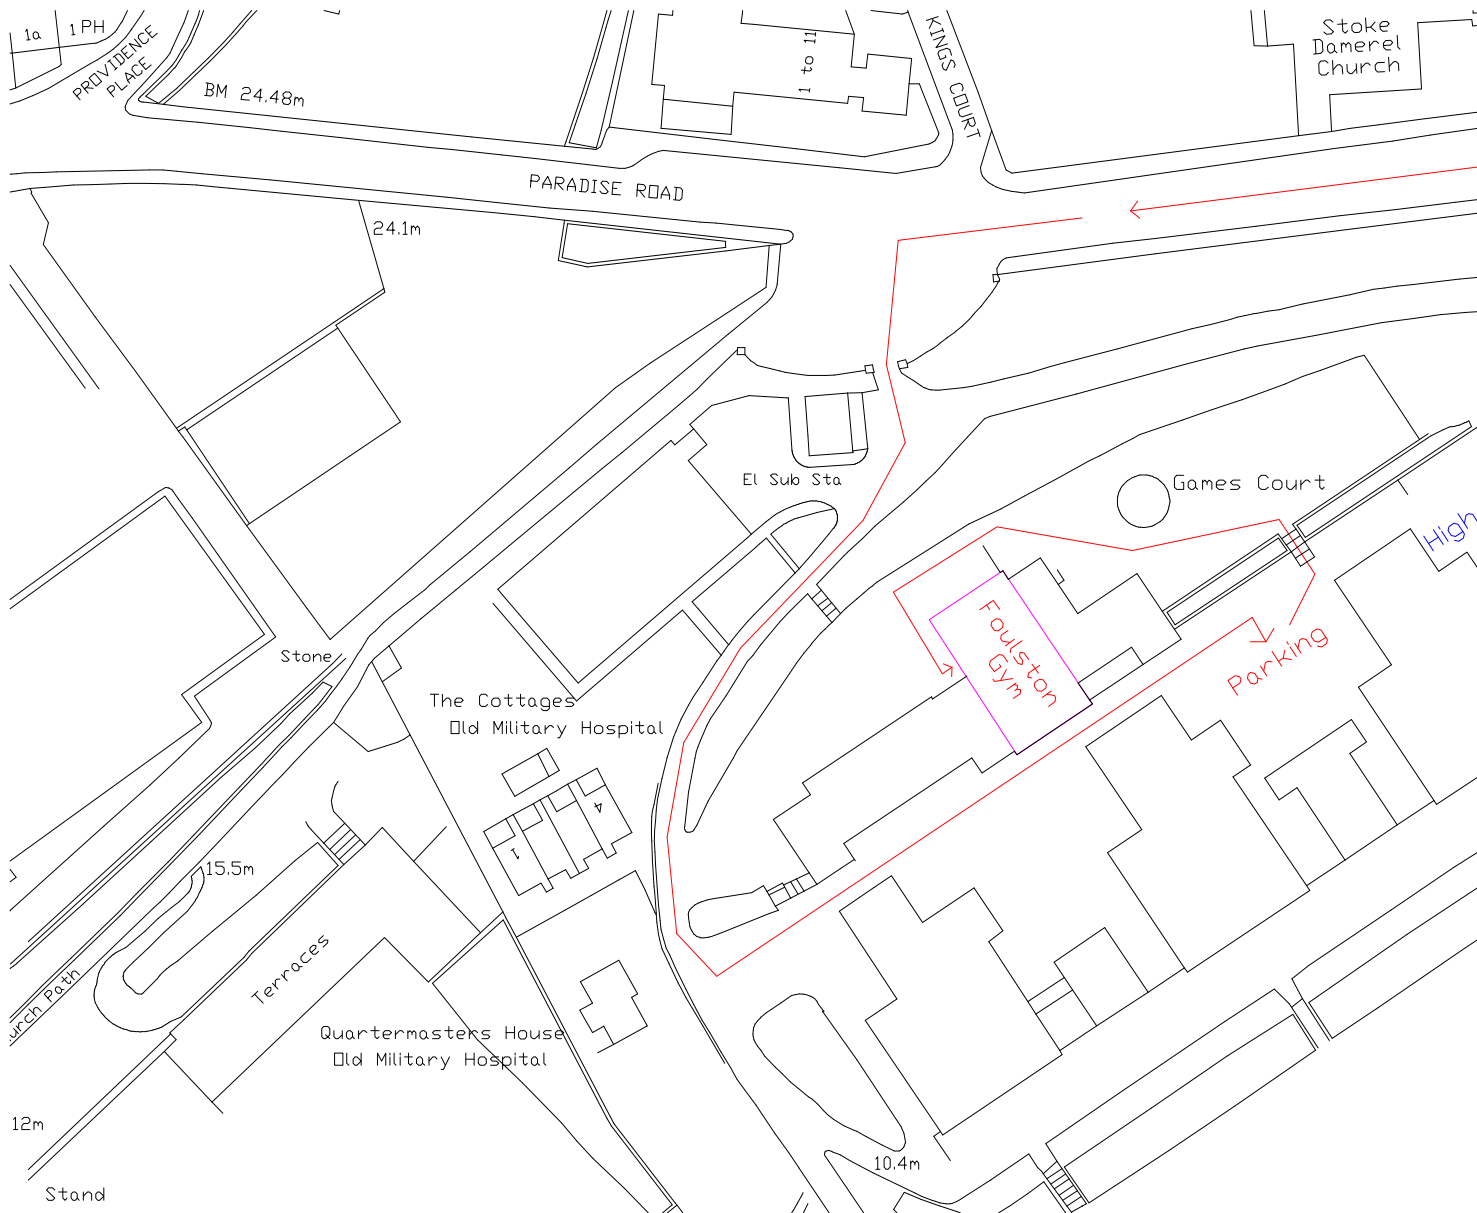 1a
1 PH
PROVIDENCE
PLACE
BM 24.48m
1 to 11
KINGS COURT
Stoke
Damerel
Church
PARADISE ROAD
24.1m
El Sub Sta
Games Court
High
Foulston
Gym
Parking
Stone
The Cottages
Old Military Hospital
4
1
15.5m
Terraces
urch Path
Quartermasters House
Old Military Hospital
12m
10.4m
Stand